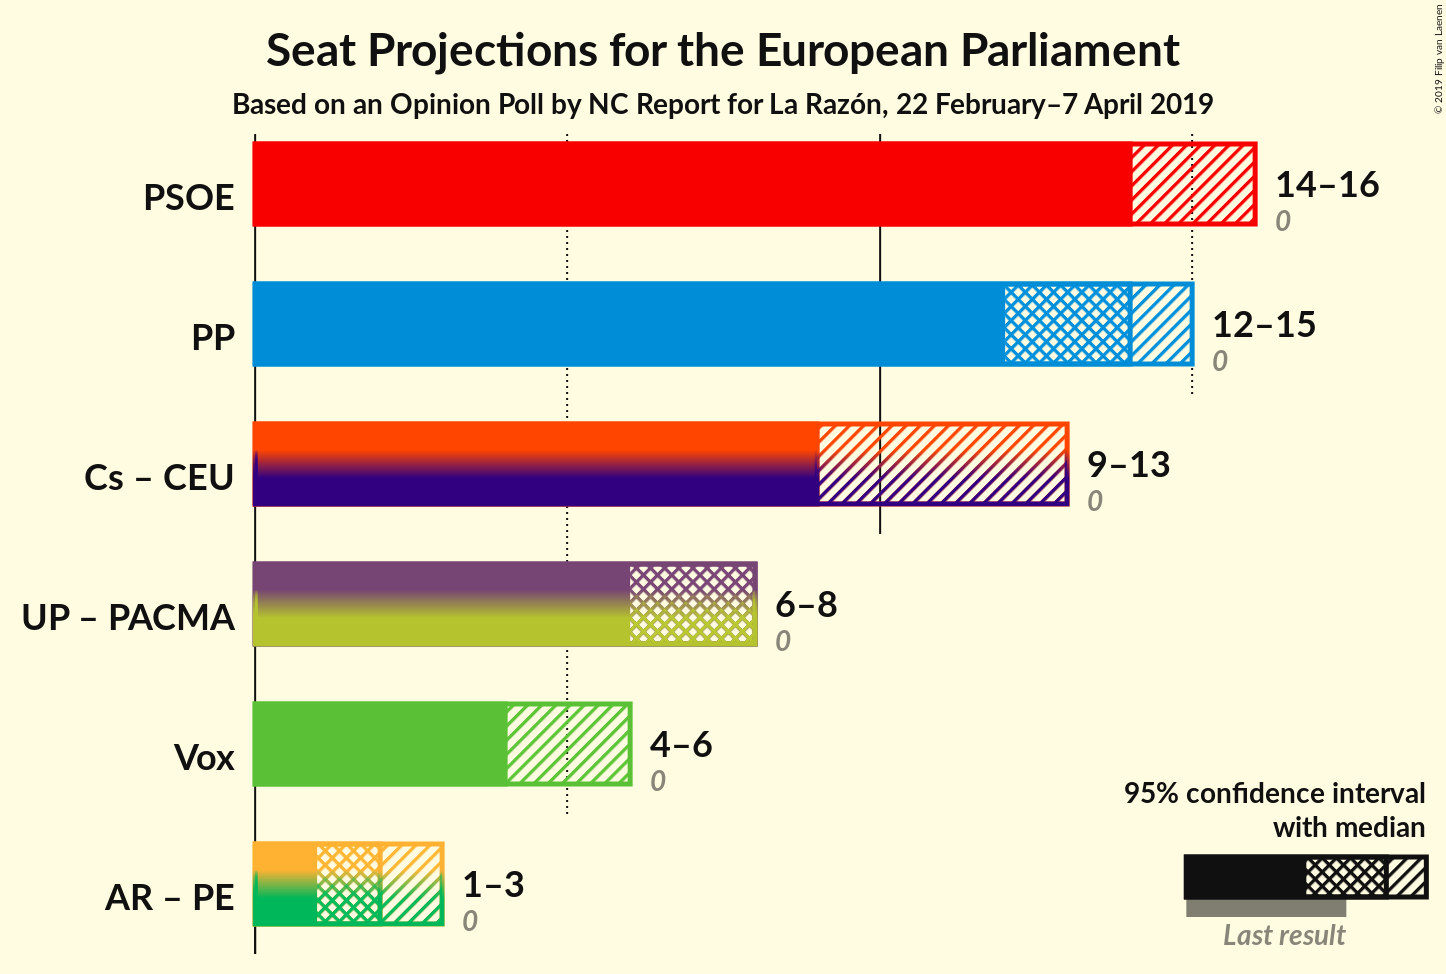 Seat Projections for the European Parliament
Based on an Opinion Poll by NC Report for La Razón, 22 February–7 April 2019
© 2019 Filip van Laenen
PSOE
14–16
0
PP
12–15
0
Cs – CEU
9–13
0
UP – PACMA
6–8
0
Vox
4–6
0
AR – PE
1–3
0
95% confidence interval
with median
Last result